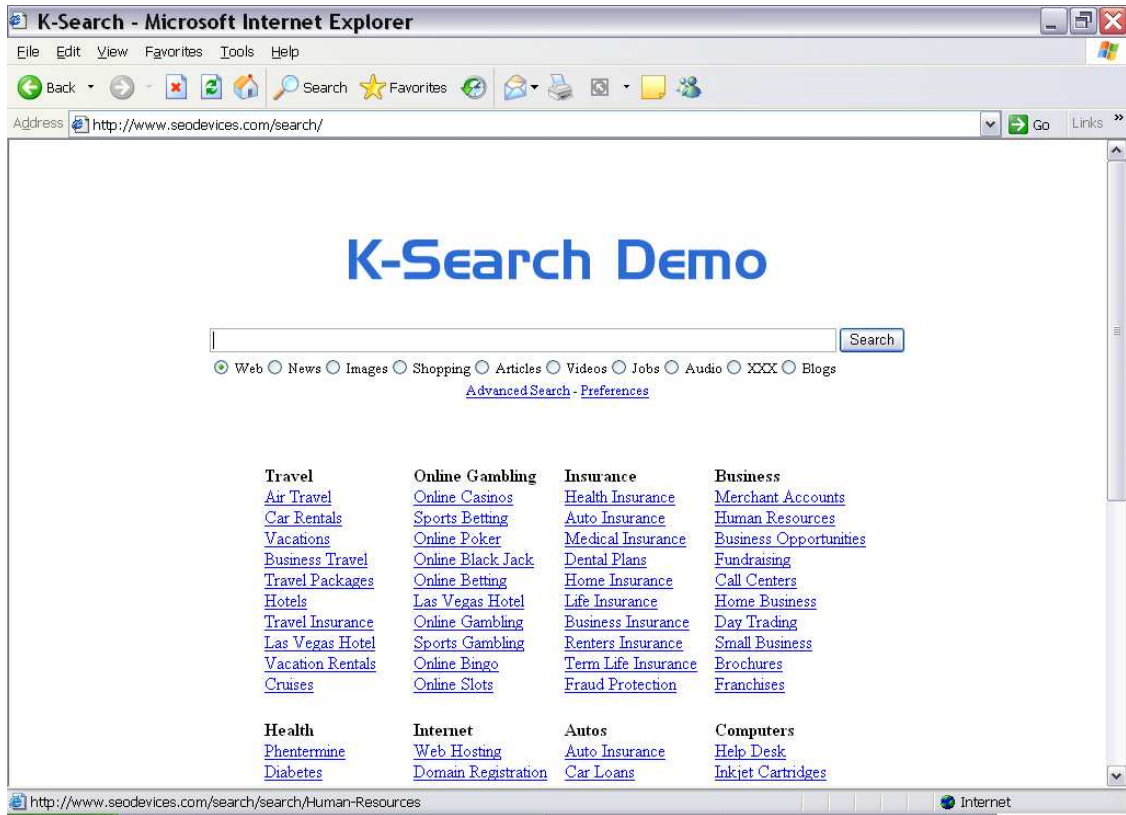 K-Search - Microsoft Internet Explorer
File Edit View Favorites Tools Help
Back Search Favorites
Address http://www.seodevices.com/search/ Go Links »
K-Search Demo
Search
Web News Images Shopping Articles Videos Jobs Audio XXX Blogs
Advanced Search - Preferences
Travel Online Gambling Insurance Business
Air Travel Online Casinos Health Insurance Merchant Accounts
Car Rentals Sports Betting Auto Insurance Human Resources
Vacations Online Poker Medical Insurance Business Opportunities
Business Travel Online Black Jack Dental Plans Fundraising
Travel Packages Online Betting Home Insurance Call Centers
Hotels Las Vegas Hotel Life Insurance Home Business
Travel Insurance Online Gambling Business Insurance Day Trading
Las Vegas Hotel Sports Gambling Renters Insurance Small Business
Vacation Rentals Online Bingo Term Life Insurance Brochures
Cruises Online Slots Fraud Protection Franchises
Health Internet Autos Computers
Phentermine Web Hosting Auto Insurance Help Desk
Diabetes Domain Registration Car Loans Inkjet Cartridges
http://www.seodevices.com/search/search/Human-Resources Internet